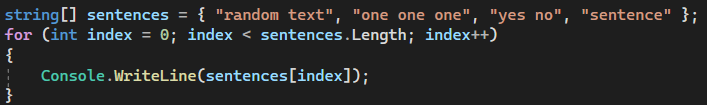 string[] sentences = { "random text", "one one one", "yes no", "sentence" };
for (int index = 0; index < sentences.Length; index++)
{
    Console.WriteLine(sentences[index]);
}